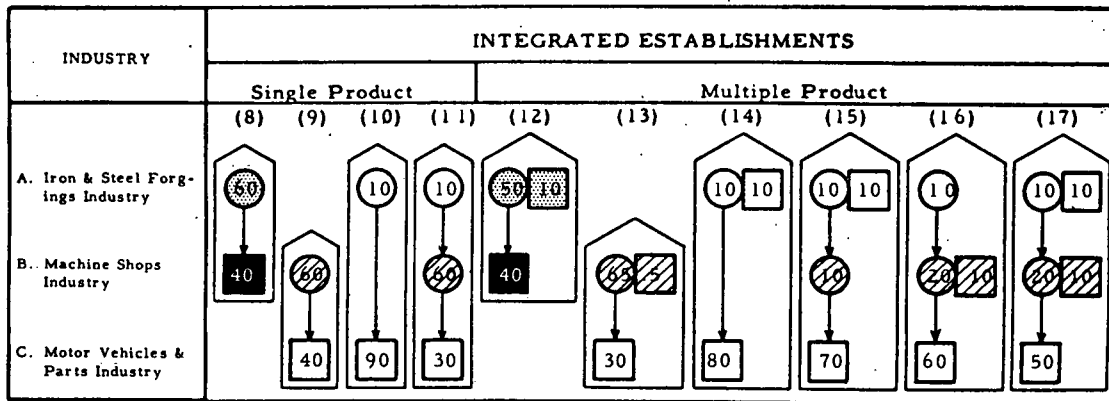 INDUSTRY
INTEGRATED ESTABLISHMENTS
Single Product
Multiple Product
(8) (9) (10) (11) (12) (13) (14) (15) (16) (17)
A. Iron & Steel Forg-
ings Industry
60 10 10 50 10 10 10 10 10 10 10 10
B. Machine Shops
Industry
40 60 60 40 65 5 10 20 10 20 10
C. Motor Vehicles &
Parts Industry
40 90 30 30 80 70 60 50